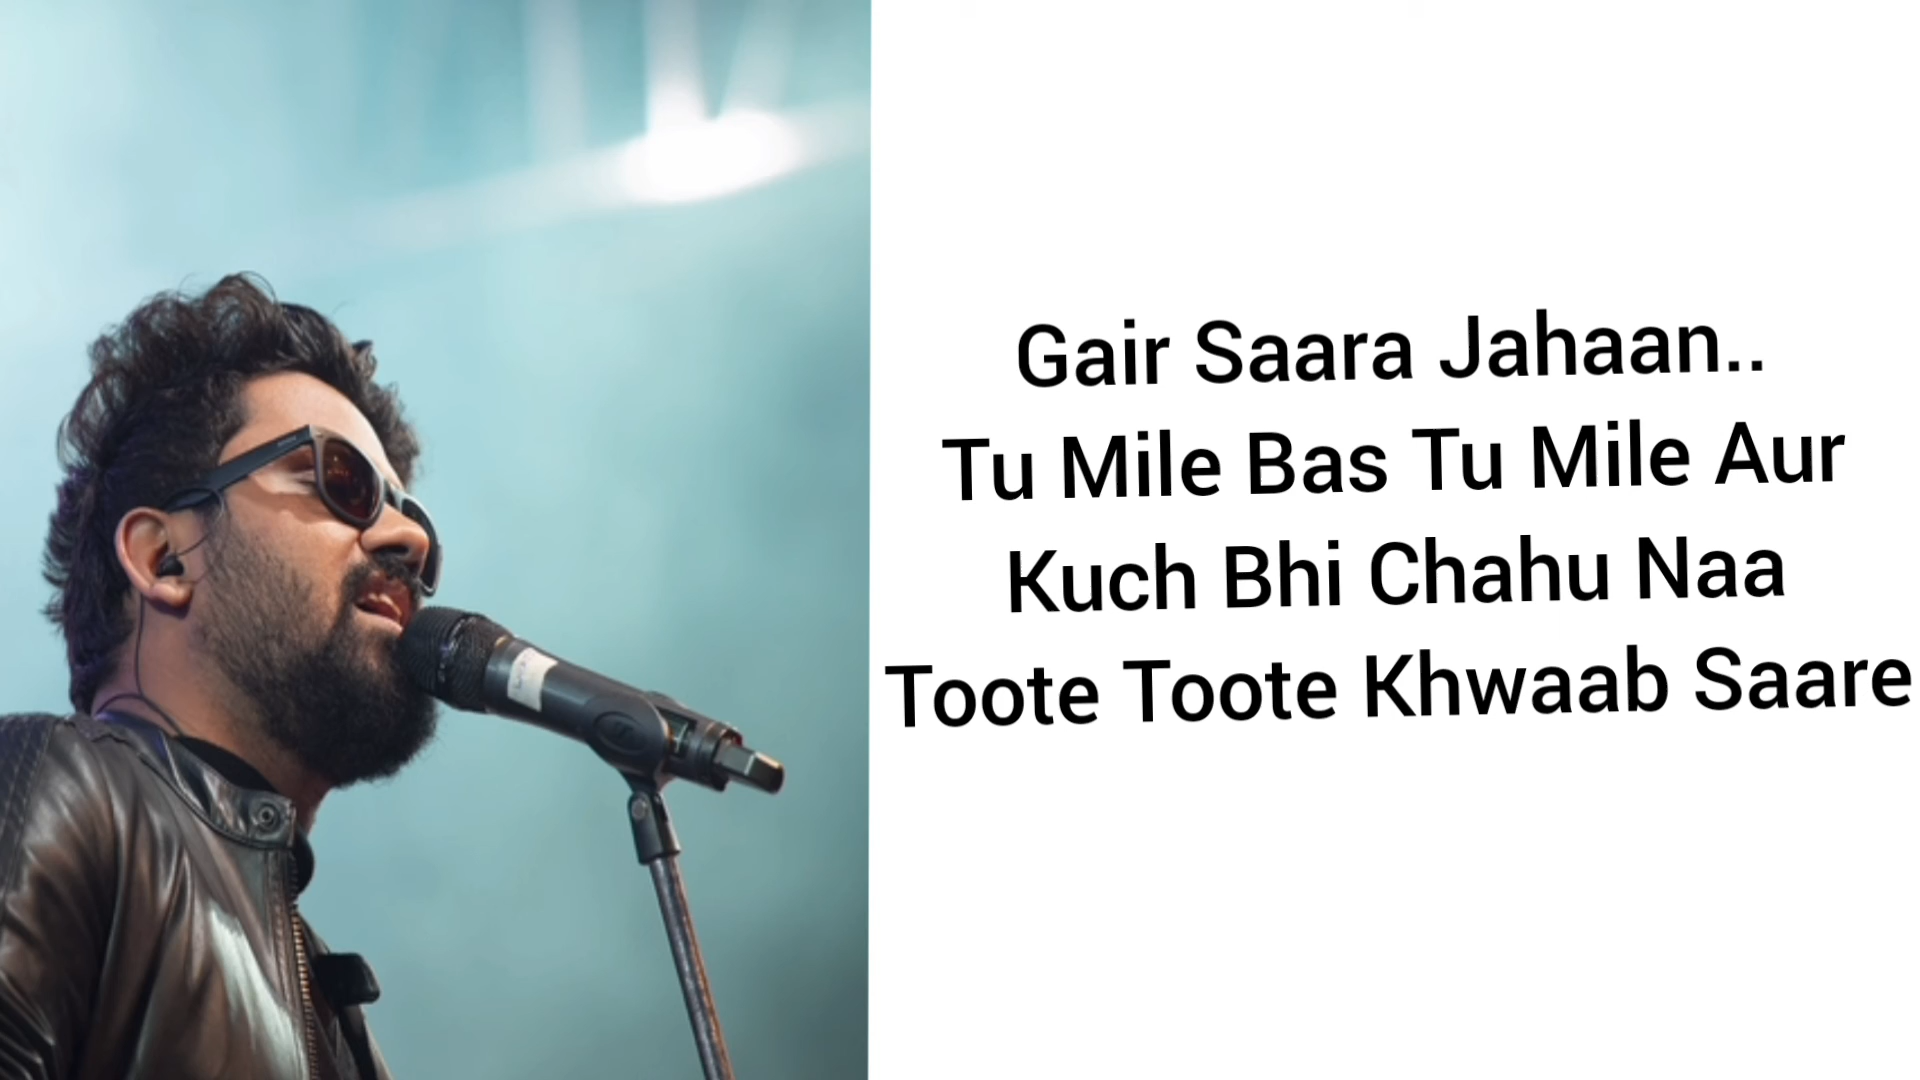 Gair Saara Jahaan..
Tu Mile Bas Tu Mile Aur
Kuch Bhi Chahu Naa
Toote Toote Khwaab Saare